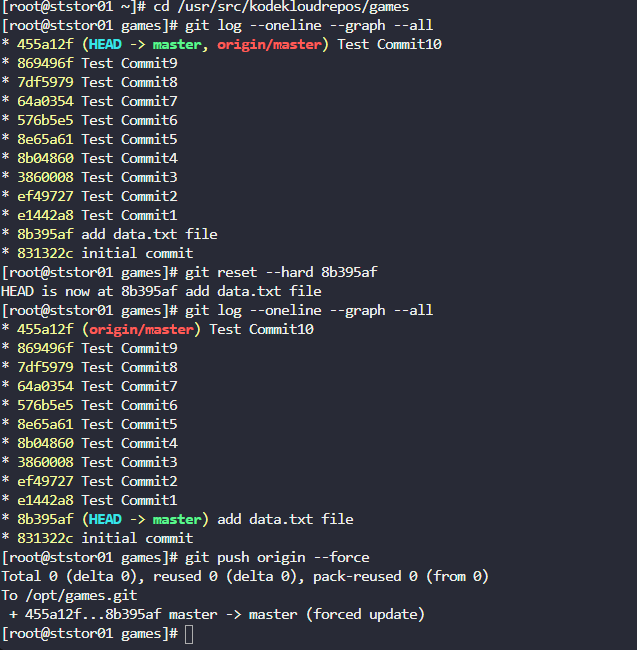 [root@ststor01 ~]# cd /usr/src/kodekloudrepos/games
[root@ststor01 games]# git log --oneline --graph --all
* 455a12f (HEAD -> master, origin/master) Test Commit10
* 869496f Test Commit9
* 7df5979 Test Commit8
* 64a0354 Test Commit7
* 576b5e5 Test Commit6
* 8e65a61 Test Commit5
* 8b04860 Test Commit4
* 3860008 Test Commit3
* ef49727 Test Commit2
* e1442a8 Test Commit1
* 8b395af add data.txt file
* 831322c initial commit
[root@ststor01 games]# git reset --hard 8b395af
HEAD is now at 8b395af add data.txt file
[root@ststor01 games]# git log --oneline --graph --all
* 455a12f (origin/master) Test Commit10
* 869496f Test Commit9
* 7df5979 Test Commit8
* 64a0354 Test Commit7
* 576b5e5 Test Commit6
* 8e65a61 Test Commit5
* 8b04860 Test Commit4
* 3860008 Test Commit3
* ef49727 Test Commit2
* e1442a8 Test Commit1
* 8b395af (HEAD -> master) add data.txt file
* 831322c initial commit
[root@ststor01 games]# git push origin --force
Total 0 (delta 0), reused 0 (delta 0), pack-reused 0 (from 0)
To /opt/games.git
 + 455a12f...8b395af master -> master (forced update)
[root@ststor01 games]#